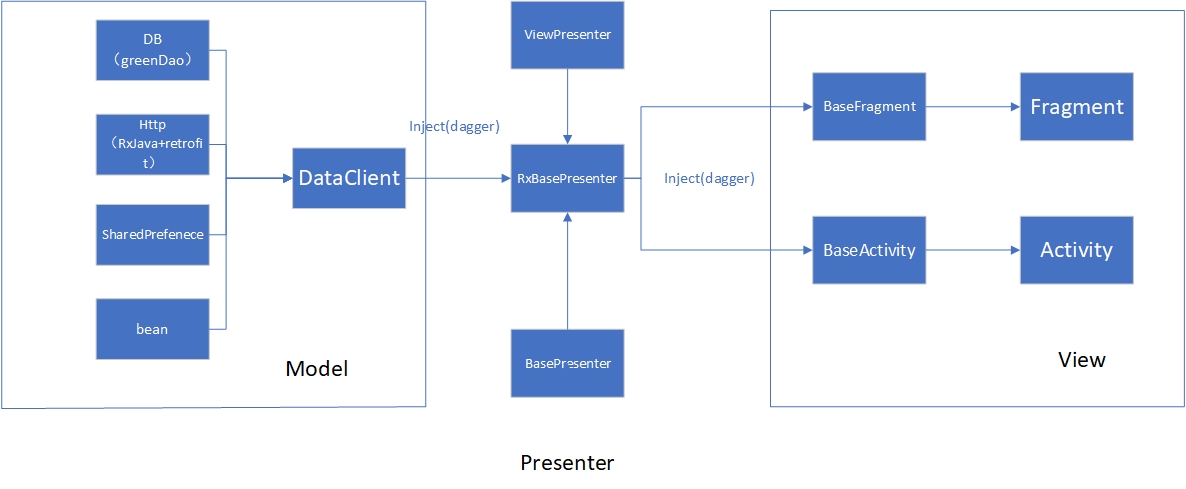 DB
（greenDao）
Http
（RxJava+retrofi
t）
SharedPrefenece
bean
DataClient
Model
Inject(dagger)
ViewPresenter
RxBasePresenter
BasePresenter
Presenter
Inject(dagger)
BaseFragment
Fragment
BaseActivity
Activity
View